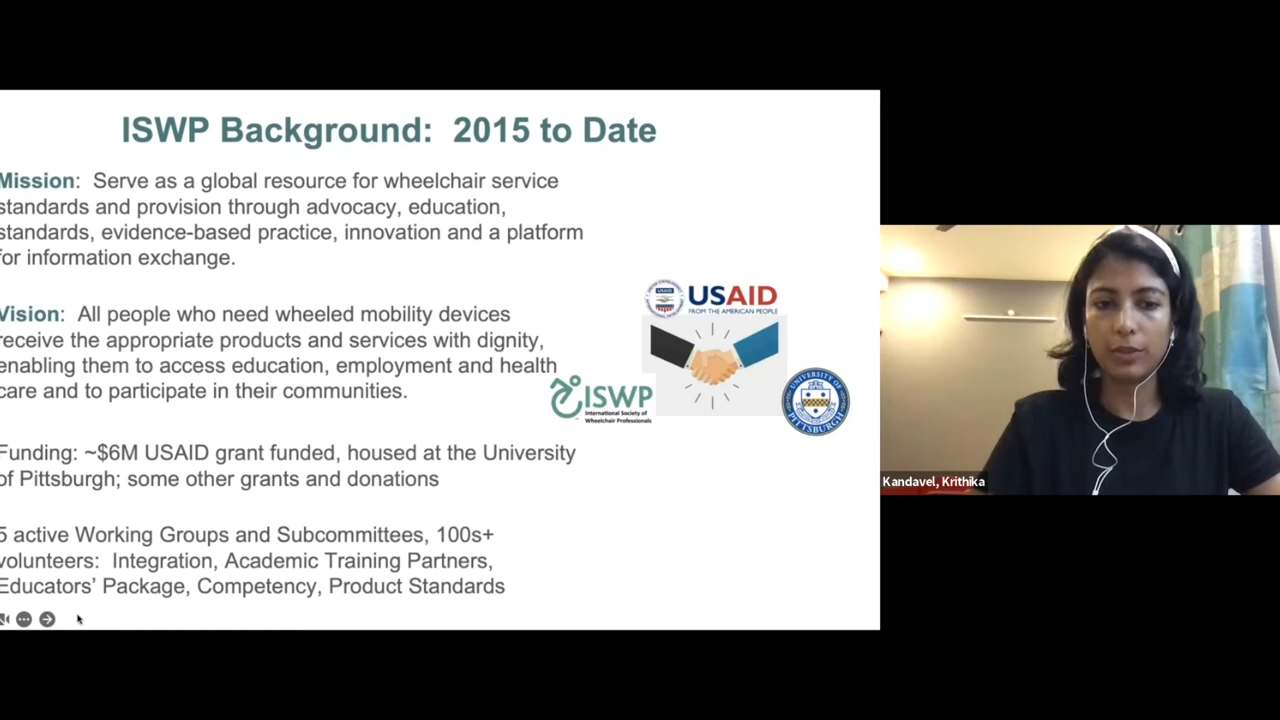 ISWP Background: 2015 to Date
Mission: Serve as a global resource for wheelchair service
standards and provision through advocacy, education,
standards, evidence-based practice, innovation and a platform
for information exchange.
Vision: All people who need wheeled mobility devices
receive the appropriate products and services with dignity,
enabling them to access education, employment and health
care and to participate in their communities.
Funding: ~$6M USAID grant funded, housed at the University
of Pittsburgh; some other grants and donations
5 active Working Groups and Subcommittees, 100s+
volunteers: Integration, Academic Training Partners,
Educators’ Package, Competency, Product Standards
USAID
USAID
FROM THE AMERICAN PEOPLE
ISWP
International Society of
Wheelchair Professionals
UNIVERSITY OF
PITTSBURGH
Kandavel, Krithika